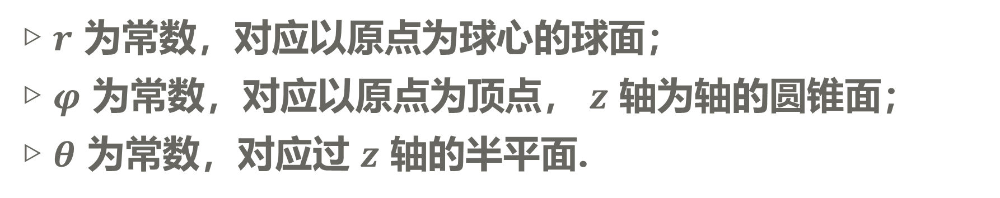 ▷ r 为常数，对应以原点为球心的球面；
▷ φ 为常数，对应以原点为顶点， z 轴为轴的圆锥面；
▷ θ 为常数，对应过 z 轴的半平面.